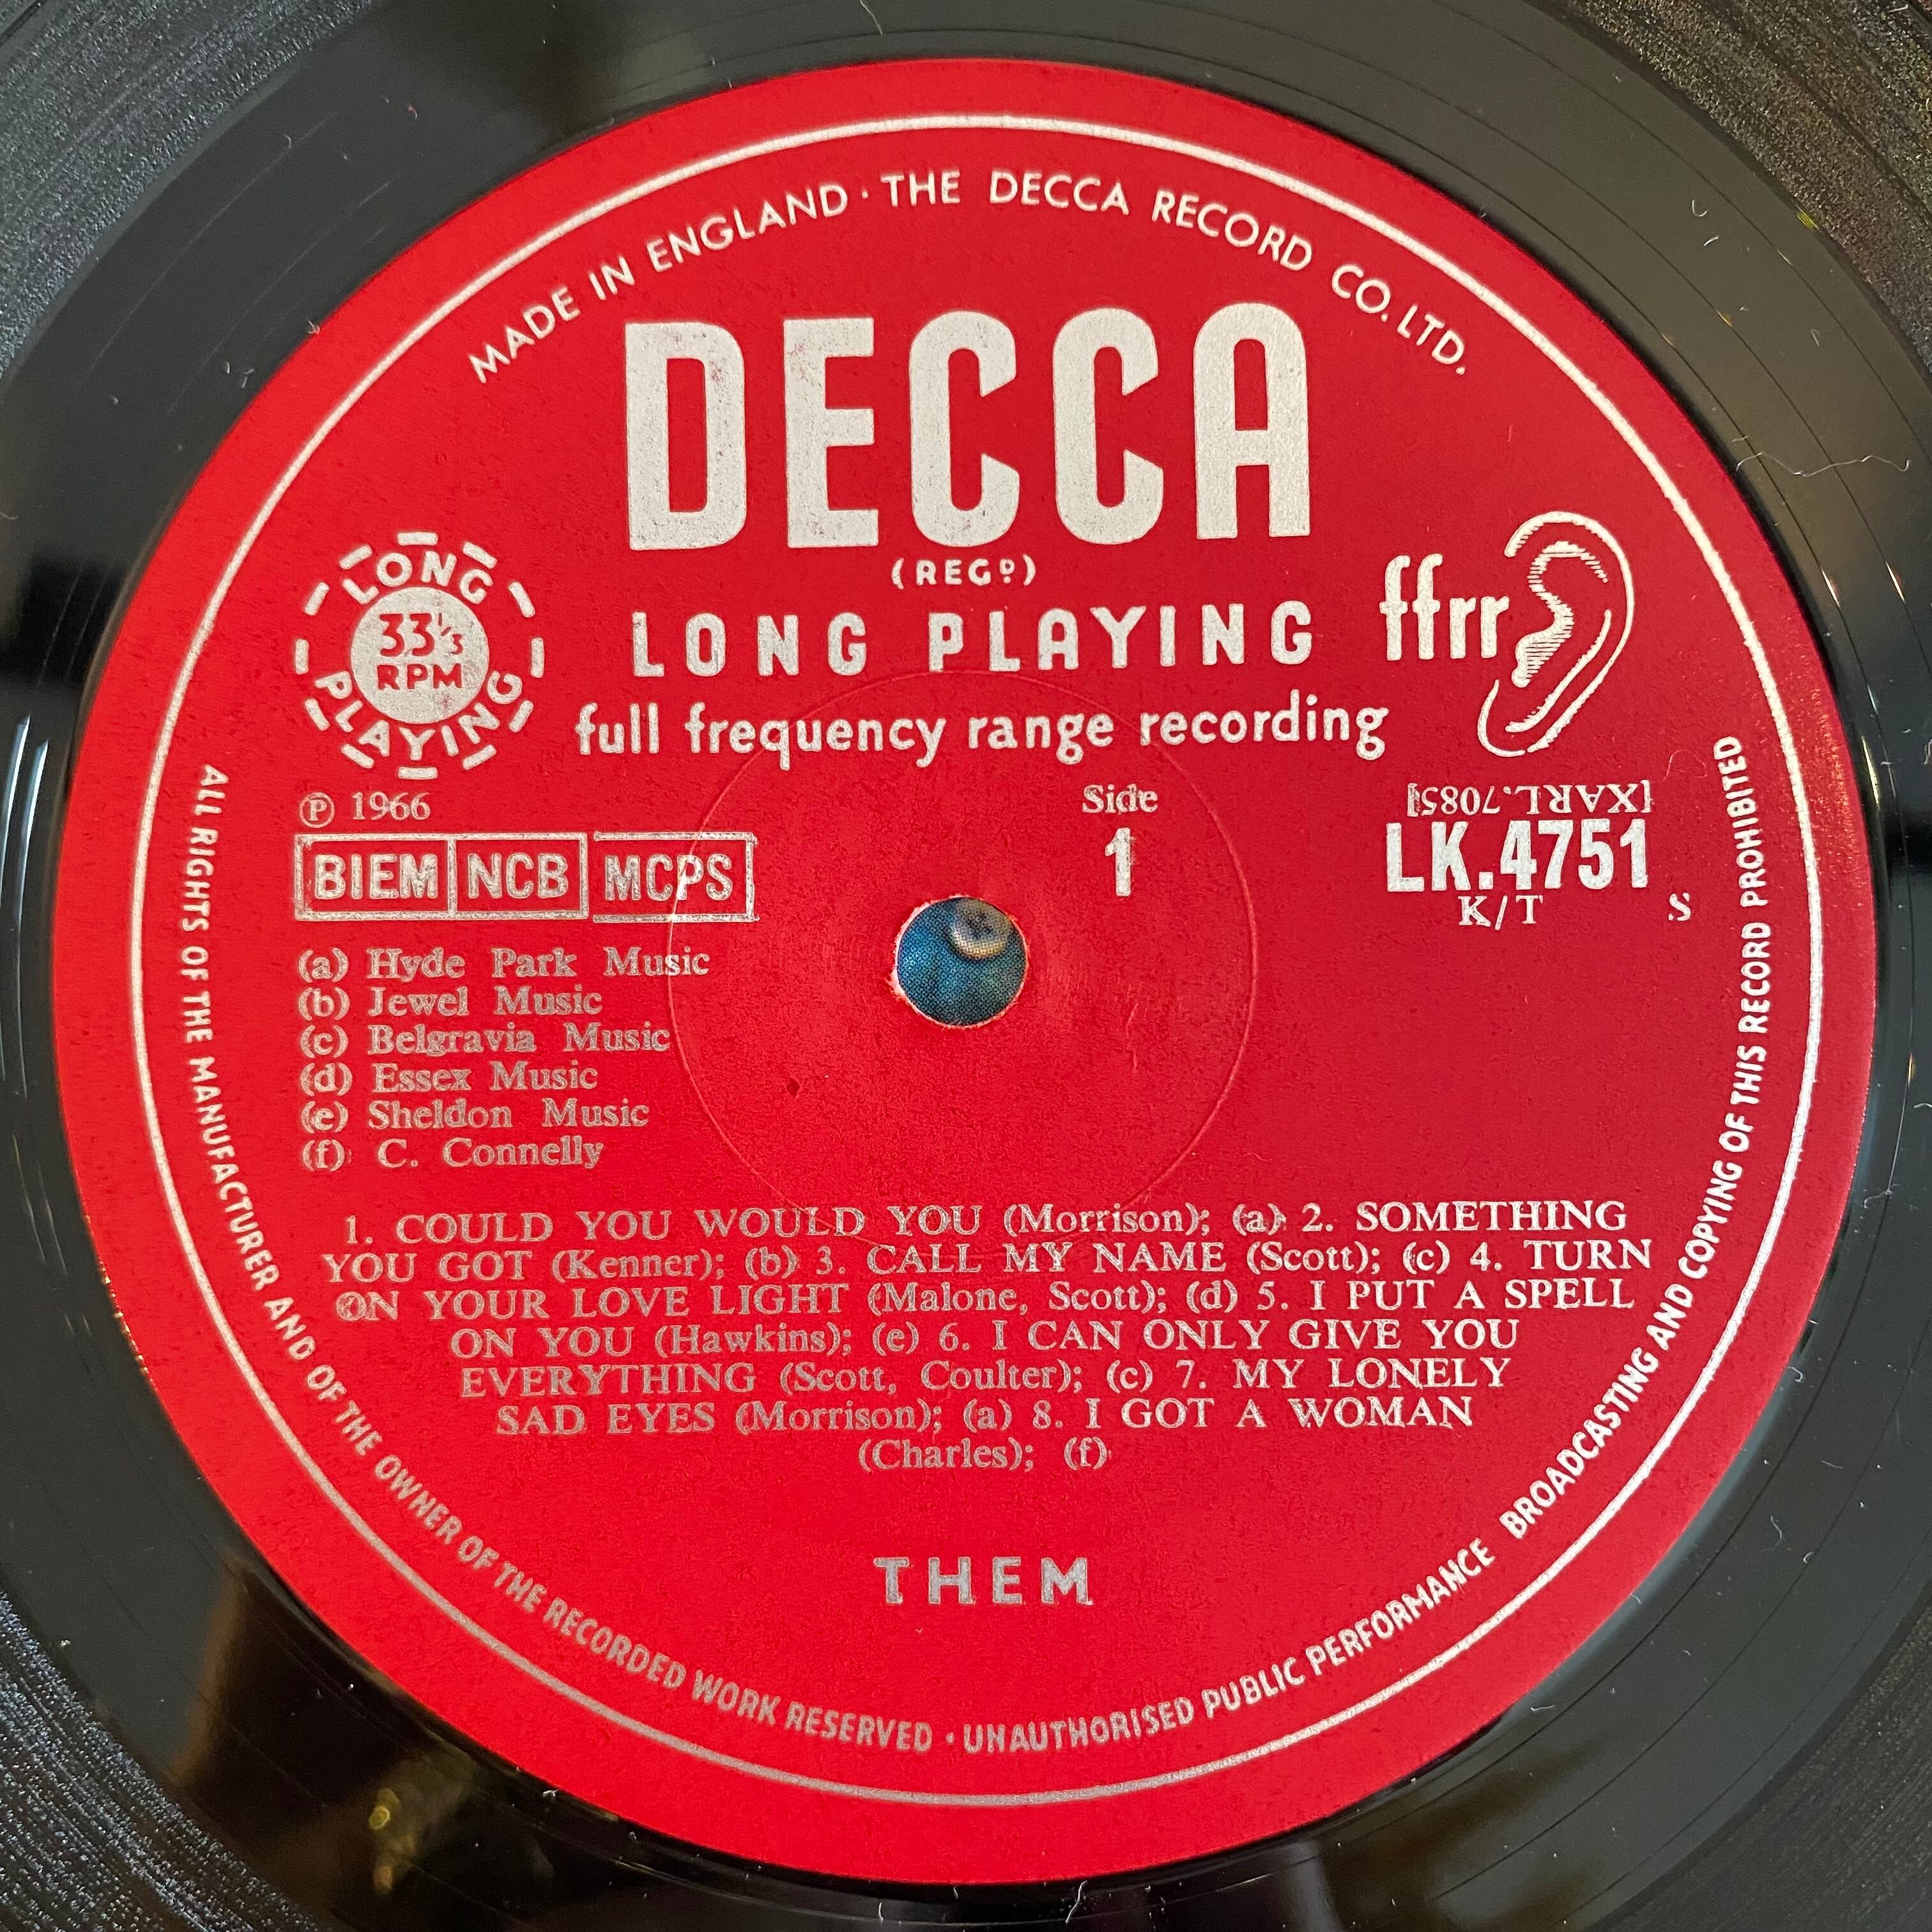 MADE IN ENGLAND · THE DECCA RECORD CO. LTD.
DECCA
(REGD)
LONG PLAYING
33 1/3
RPM
LONG PLAYING
ffrr
full frequency range recording
Ⓟ 1966
Side
1
[XARL.7085]
LK.4751
K/T
S
BIEM NCB MCPS
(a) Hyde Park Music
(b) Jewel Music
(c) Belgravia Music
(d) Essex Music
(e) Sheldon Music
(f) C. Connelly
1. COULD YOU WOULD YOU (Morrison); (a) 2. SOMETHING
YOU GOT (Kenner); (b) 3. CALL MY NAME (Scott); (c) 4. TURN
ON YOUR LOVE LIGHT (Malone, Scott); (d) 5. I PUT A SPELL
ON YOU (Hawkins); (e) 6. I CAN ONLY GIVE YOU
EVERYTHING (Scott, Coulter); (c) 7. MY LONELY
SAD EYES (Morrison); (a) 8. I GOT A WOMAN
(Charles); (f)
THEM
ALL RIGHTS OF THE MANUFACTURER AND OF THE OWNER OF THE RECORDED WORK RESERVED · UNAUTHORISED PUBLIC PERFORMANCE BROADCASTING AND COPYING OF THIS RECORD PROHIBITED